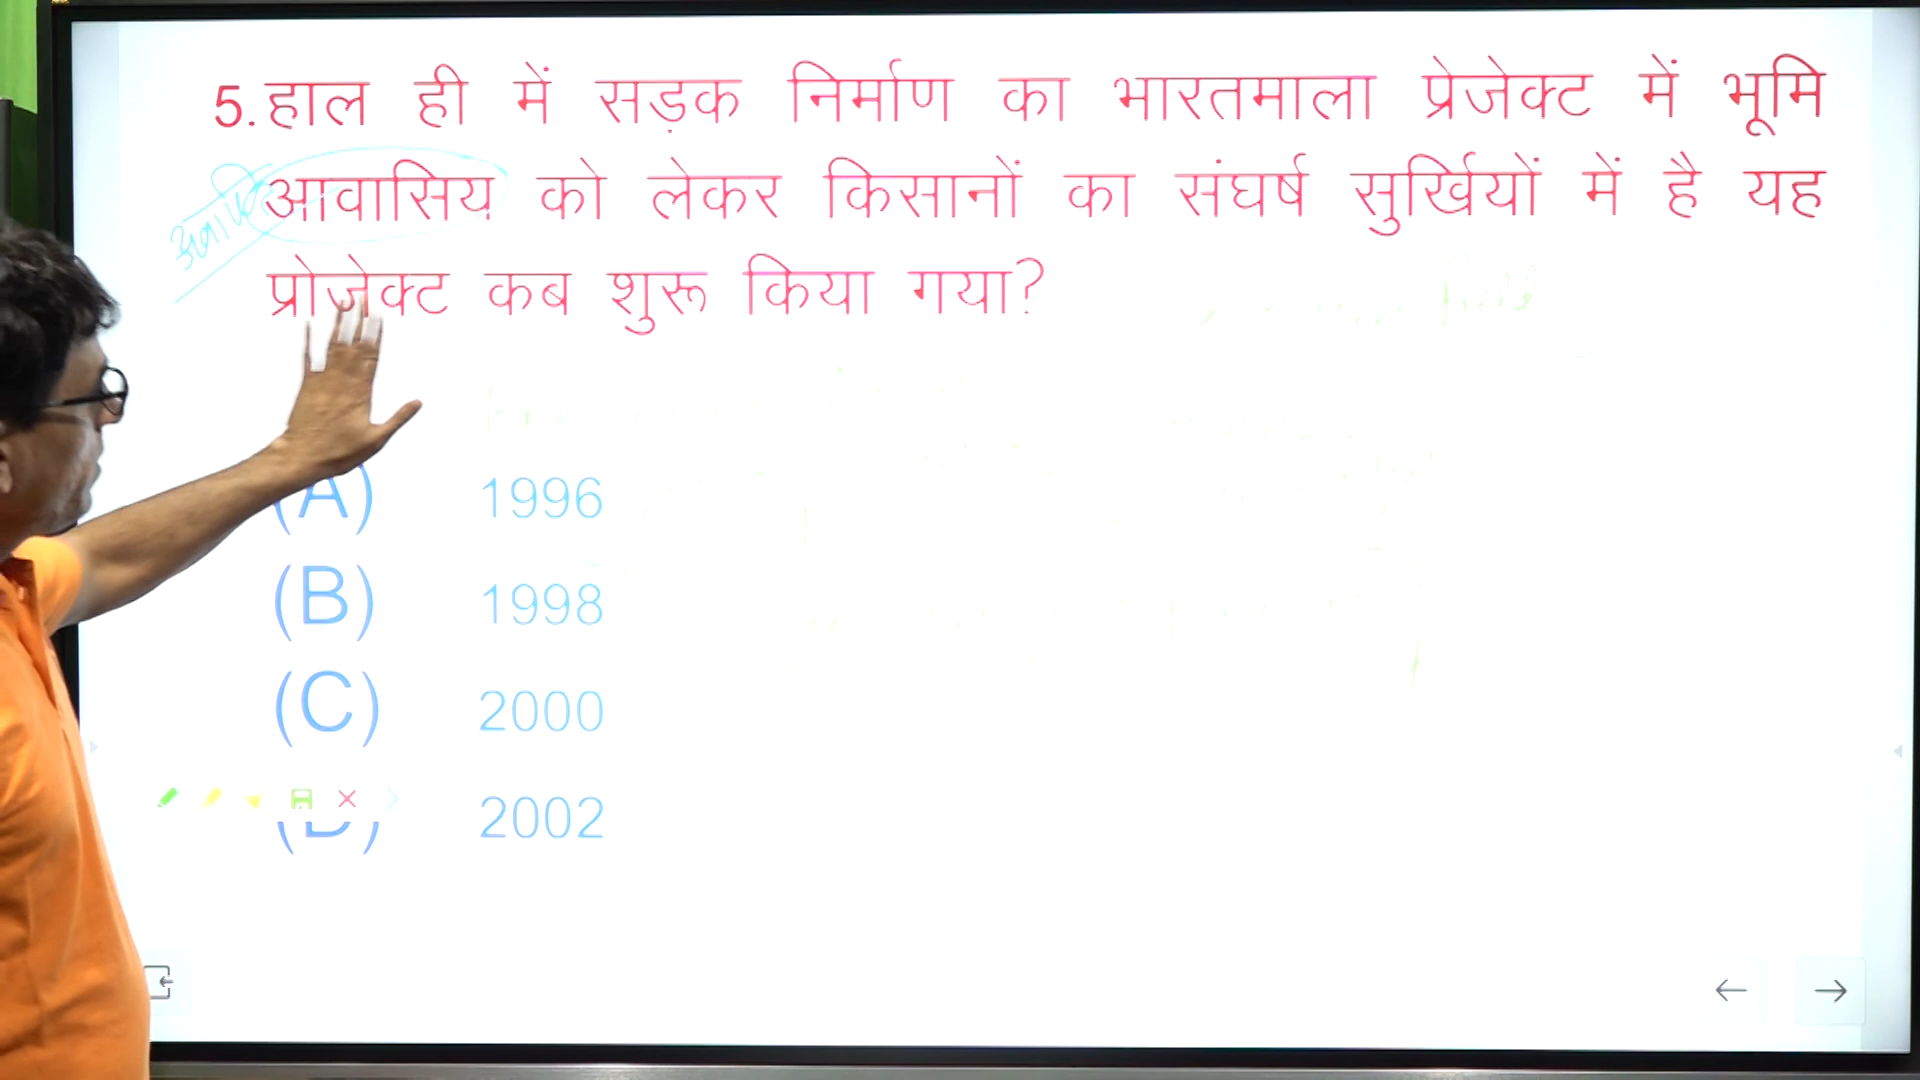 5. हाल ही में सड़क निर्माण का भारतमाला प्रेजेक्ट में भूमि
आवासिय को लेकर किसानों का संघर्ष सुर्खियों में है यह
प्रोजेक्ट कब शुरू किया गया?
(A) 1996
(B) 1998
(C) 2000
(D) 2002